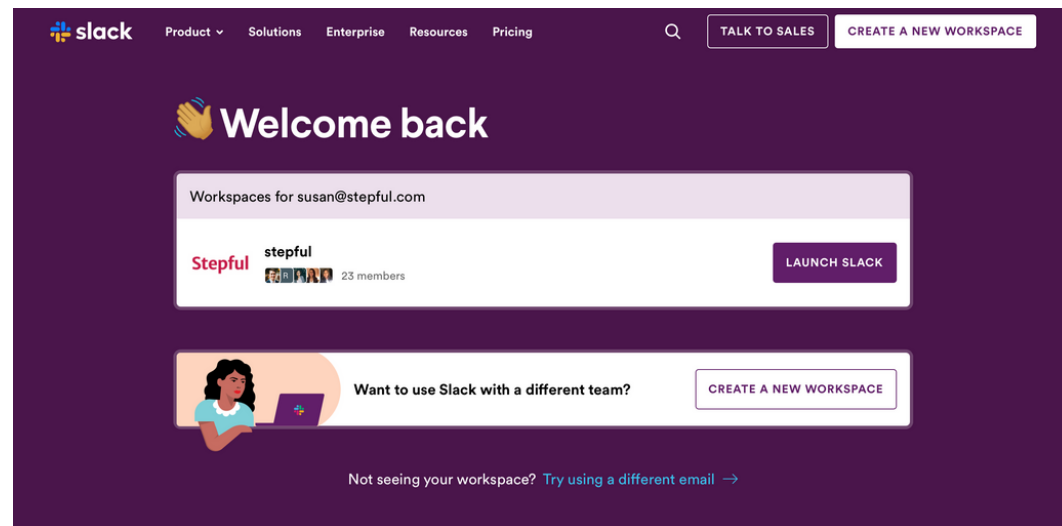 slack Product Solutions Enterprise Resources Pricing TALK TO SALES CREATE A NEW WORKSPACE
👋 Welcome back
Workspaces for susan@stepful.com
Stepful
stepful
R
23 members
LAUNCH SLACK
Want to use Slack with a different team?
CREATE A NEW WORKSPACE
Not seeing your workspace? Try using a different email →